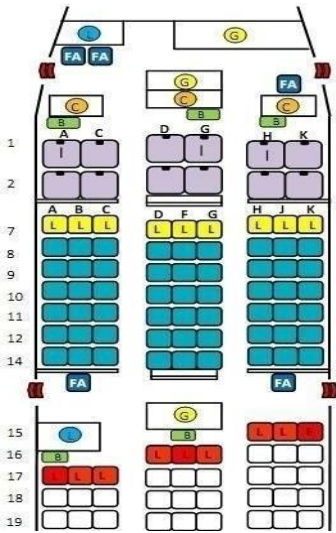 L G
FA FA
G FA
C C C
B B B
A C D G H K
1 I I I
2
A B C D F G H J K
7 L L L L L L L L L
8
9
10
11
12
14
FA FA
G
15 L L L E
B
16 B L L L
17 L L L
18
19